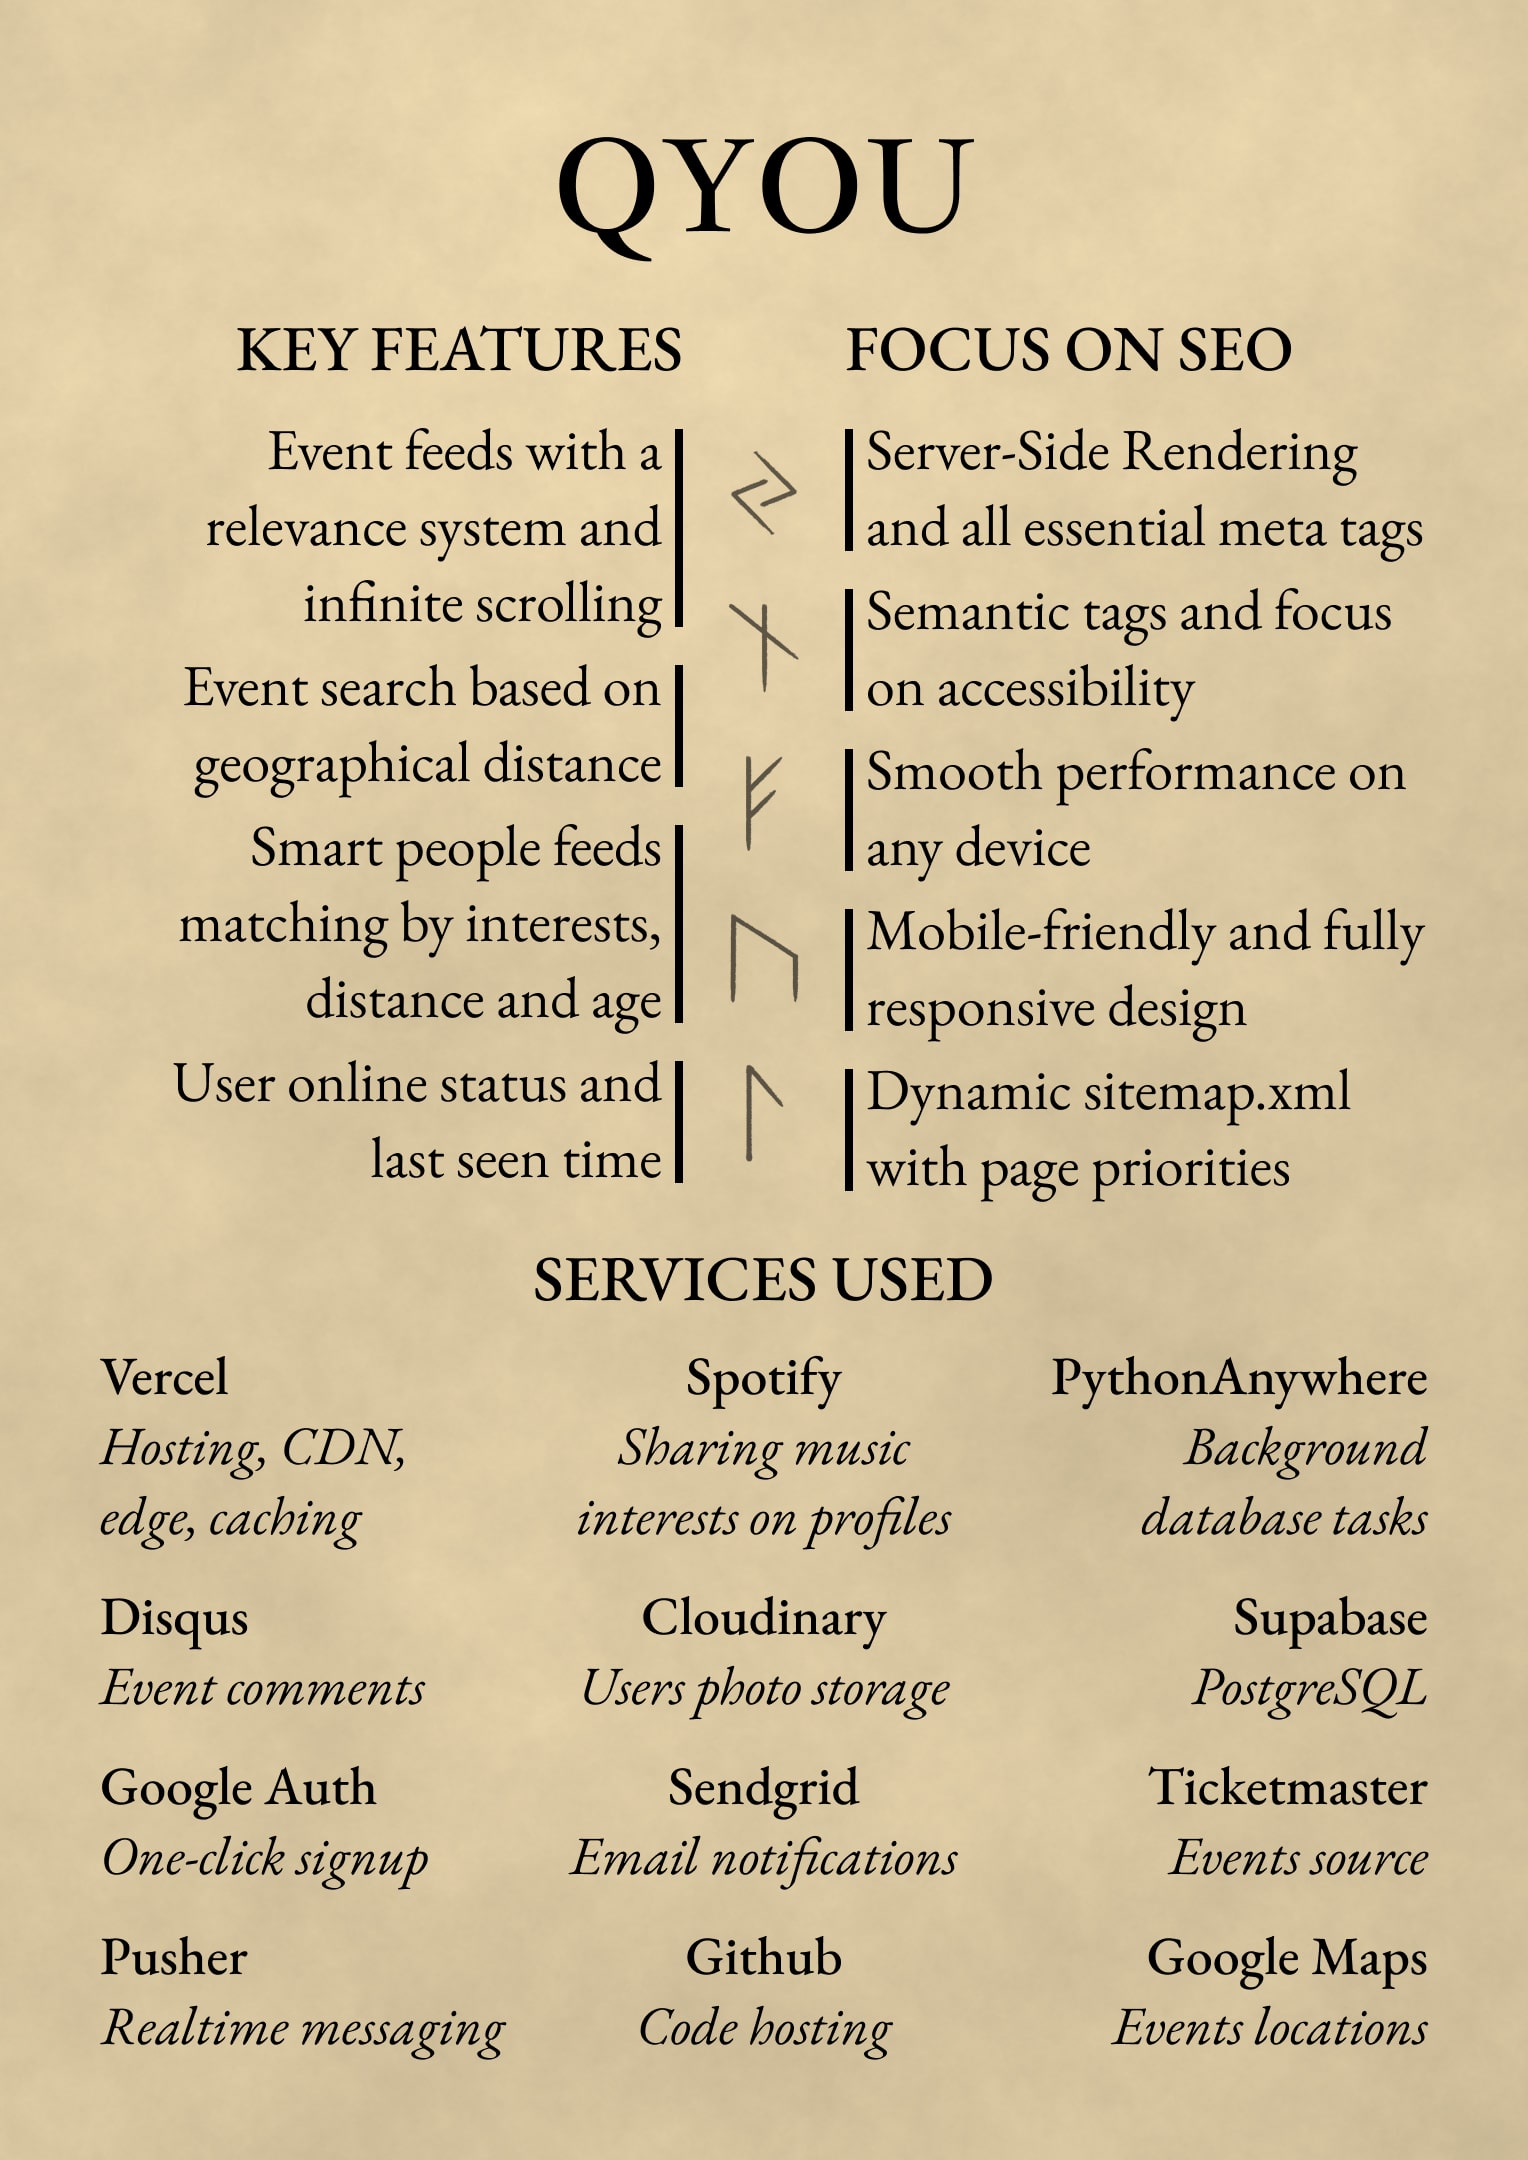 QYOU
KEY FEATURES
Event feeds with a
relevance system and
infinite scrolling
Event search based on
geographical distance
Smart people feeds
matching by interests,
distance and age
User online status and
last seen time
ᛃ
ᚾ
ᚠ
ᚢ
ᛚ
FOCUS ON SEO
Server-Side Rendering
and all essential meta tags
Semantic tags and focus
on accessibility
Smooth performance on
any device
Mobile-friendly and fully
responsive design
Dynamic sitemap.xml
with page priorities
SERVICES USED
Vercel
Hosting, CDN,
edge, caching
Spotify
Sharing music
interests on profiles
PythonAnywhere
Background
database tasks
Disqus
Event comments
Cloudinary
Users photo storage
Supabase
PostgreSQL
Google Auth
One-click signup
Sendgrid
Email notifications
Ticketmaster
Events source
Pusher
Realtime messaging
Github
Code hosting
Google Maps
Events locations